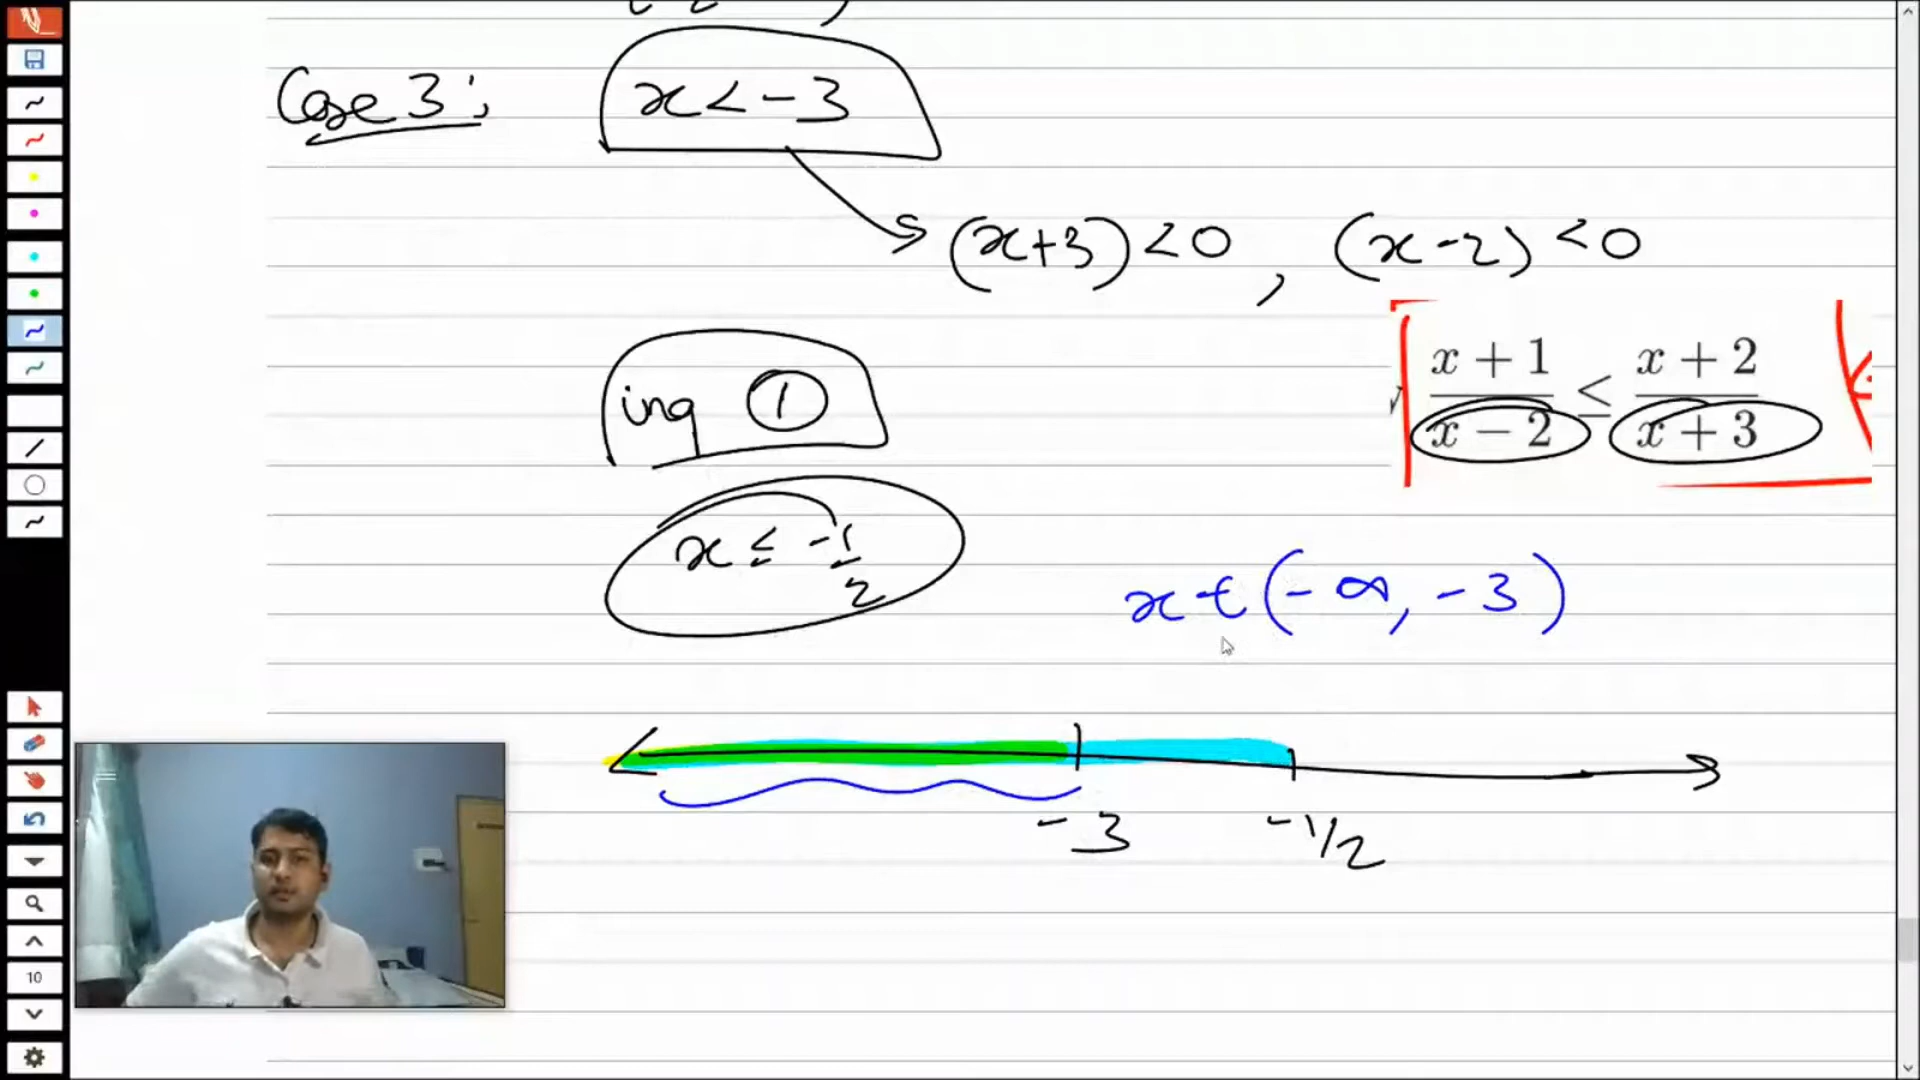 Case 3: x < -3
(x+3) < 0 , (x-2) < 0
ing ①
x + 1 / x − 2 ≤ x + 2 / x + 3
x ≤ -1/2
x ∈ (-∞, -3)
-3 -1/2
10